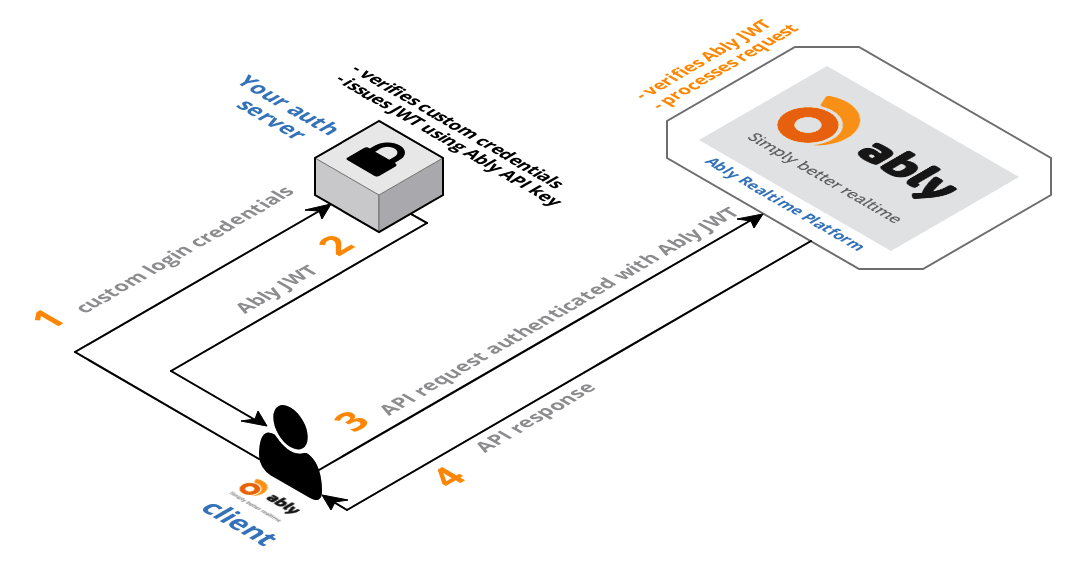 - verifies Ably JWT
- processes request
- verifies custom credentials
- issues JWT using Ably API key
Your auth
server
ably
Simply better realtime
Ably Realtime Platform
1
custom login credentials
2
Ably JWT
3
API request authenticated with Ably JWT
4
API response
ably
Simply better realtime
client